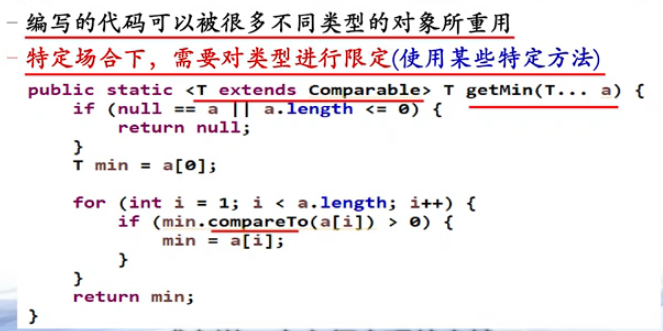 – 编写的代码可以被很多不同类型的对象所重用
– 特定场合下，需要对类型进行限定(使用某些特定方法)
public static <T extends Comparable> T getMin(T... a) {
    if (null == a || a.length <= 0) {
        return null;
    }
    T min = a[0];

    for (int i = 1; i < a.length; i++) {
        if (min.compareTo(a[i]) > 0) {
            min = a[i];
        }
    }
    return min;
}